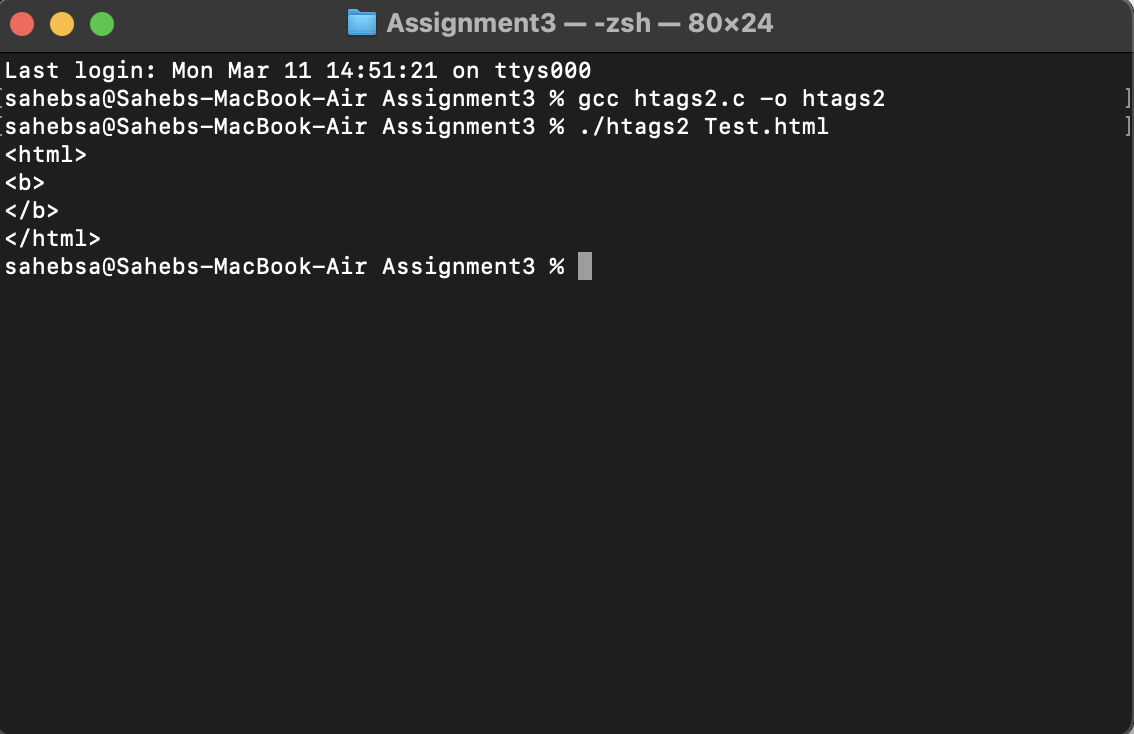 Assignment3 — -zsh — 80×24
Last login: Mon Mar 11 14:51:21 on ttys000
[sahebsa@Sahebs-MacBook-Air Assignment3 % gcc htags2.c -o htags2 ]
[sahebsa@Sahebs-MacBook-Air Assignment3 % ./htags2 Test.html ]
<html>
<b>
</b>
</html>
sahebsa@Sahebs-MacBook-Air Assignment3 %